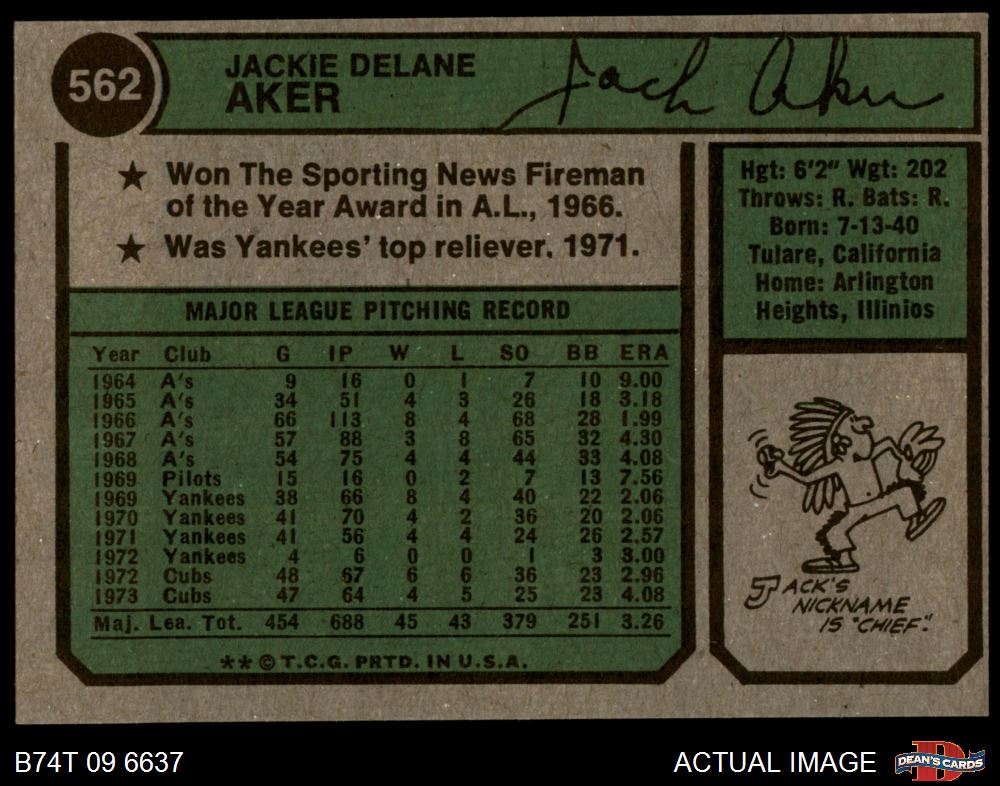 562
JACKIE DELANE
AKER
Jack Aker
★ Won The Sporting News Fireman
of the Year Award in A.L., 1966.
★ Was Yankees' top reliever, 1971.
Hgt: 6'2" Wgt: 202
Throws: R. Bats: R.
Born: 7-13-40
Tulare, California
Home: Arlington
Heights, Illinios
MAJOR LEAGUE PITCHING RECORD
Year Club G IP W L SO BB ERA
1964 A's 9 16 0 1 7 10 9.00
1965 A's 34 51 4 3 26 18 3.18
1966 A's 66 113 8 4 68 28 1.99
1967 A's 57 88 3 8 65 32 4.30
1968 A's 54 75 4 4 44 33 4.08
1969 Pilots 15 16 0 2 7 13 7.56
1969 Yankees 38 66 8 4 40 22 2.06
1970 Yankees 41 70 4 2 36 20 2.06
1971 Yankees 41 56 4 4 24 26 2.57
1972 Yankees 4 6 0 0 1 3 3.00
1972 Cubs 48 67 6 6 36 23 2.96
1973 Cubs 47 64 4 5 25 23 4.08
Maj. Lea. Tot. 454 688 45 43 379 251 3.26
** © T.C.G. PRTD. IN U.S.A.
JACK'S
NICKNAME
IS "CHIEF."
B74T 09 6637
ACTUAL IMAGE
DEAN'S CARDS